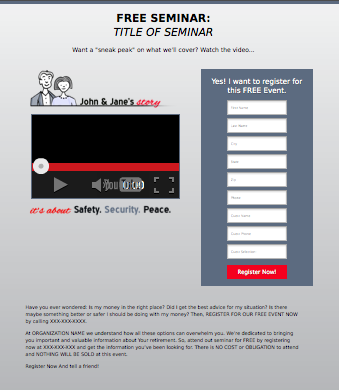 FREE SEMINAR:
TITLE OF SEMINAR
Want a "sneak peak" on what we'll cover? Watch the video...
John & Jane's story
Yes! I want to register for
this FREE Event.
First Name
Last Name
City
State
Zip
Phone
Guest Name
Guest Email
Guest Address
0:00
it's about Safety. Security. Peace.
Register Now!
Have you ever wondered! Is my money in the right place? Did I get the best advice for my situation? Is there
maybe something better or safer I should be doing with my money? Then, REGISTER FOR OUR FREE EVENT NOW
by calling XXX-XXX-XXXX.
At ORGANIZATION NAME we understand how all these options can overwhelm you. We're dedicated to bringing
you important and valuable information about Your retirement. So, attend our seminar for FREE by registering
now at XXX-XXX-XXX and get the information you've been looking for. There is NO COST or OBLIGATION to attend
and NOTHING WILL BE SOLD at this event.
Register Now And tell a friend!